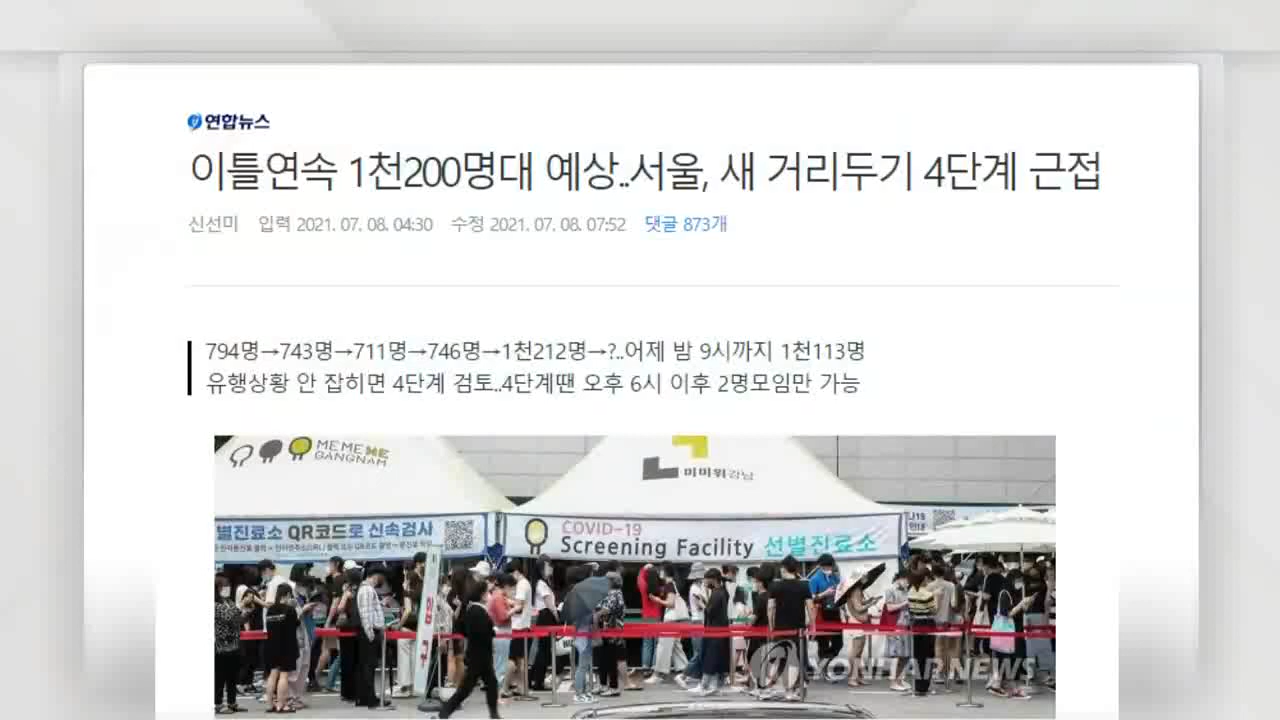 연합뉴스
이틀연속 1천200명대 예상..서울, 새 거리두기 4단계 근접
신선미 입력 2021. 07. 08. 04:30 수정 2021. 07. 08. 07:52 댓글 873개
794명→743명→711명→746명→1천212명→?..어제 밤 9시까지 1천113명
유행상황 안 잡히면 4단계 검토..4단계땐 오후 6시 이후 2명모임만 가능
ME ME WE
GANGNAM
미미위강남
별진료소 QR코드로 신속검사
COVID-19
Screening Facility 선별진료소
입구
YONHAP NEWS